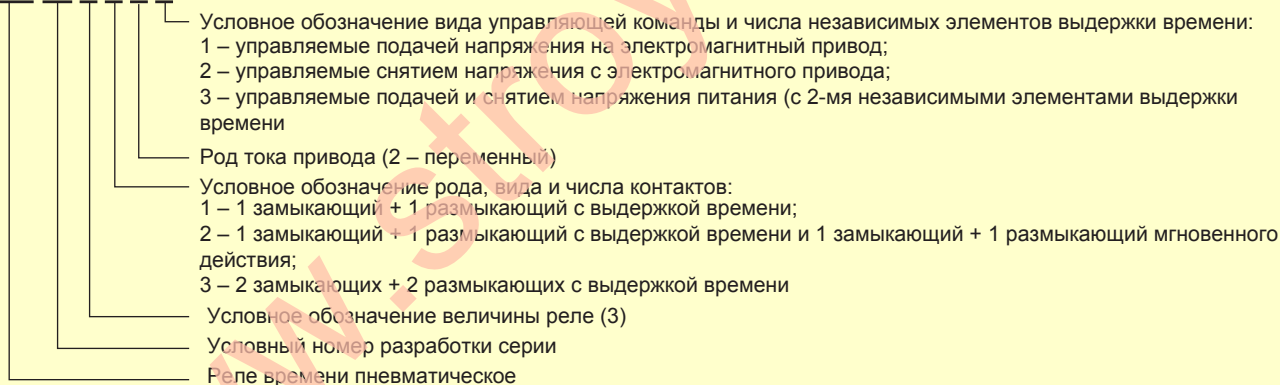 Условное обозначение вида управляющей команды и числа независимых элементов выдержки времени:
1 – управляемые подачей напряжения на электромагнитный привод;
2 – управляемые снятием напряжения с электромагнитного привода;
3 – управляемые подачей и снятием напряжения питания (с 2-мя независимыми элементами выдержки
времени
Род тока привода (2 – переменный)
Условное обозначение рода, вида и числа контактов:
1 – 1 замыкающий + 1 размыкающий с выдержкой времени;
2 – 1 замыкающий + 1 размыкающий с выдержкой времени и 1 замыкающий + 1 размыкающий мгновенного
действия;
3 – 2 замыкающих + 2 размыкающих с выдержкой времени
Условное обозначение величины реле (3)
Условный номер разработки серии
Реле времени пневматическое
w.stroy